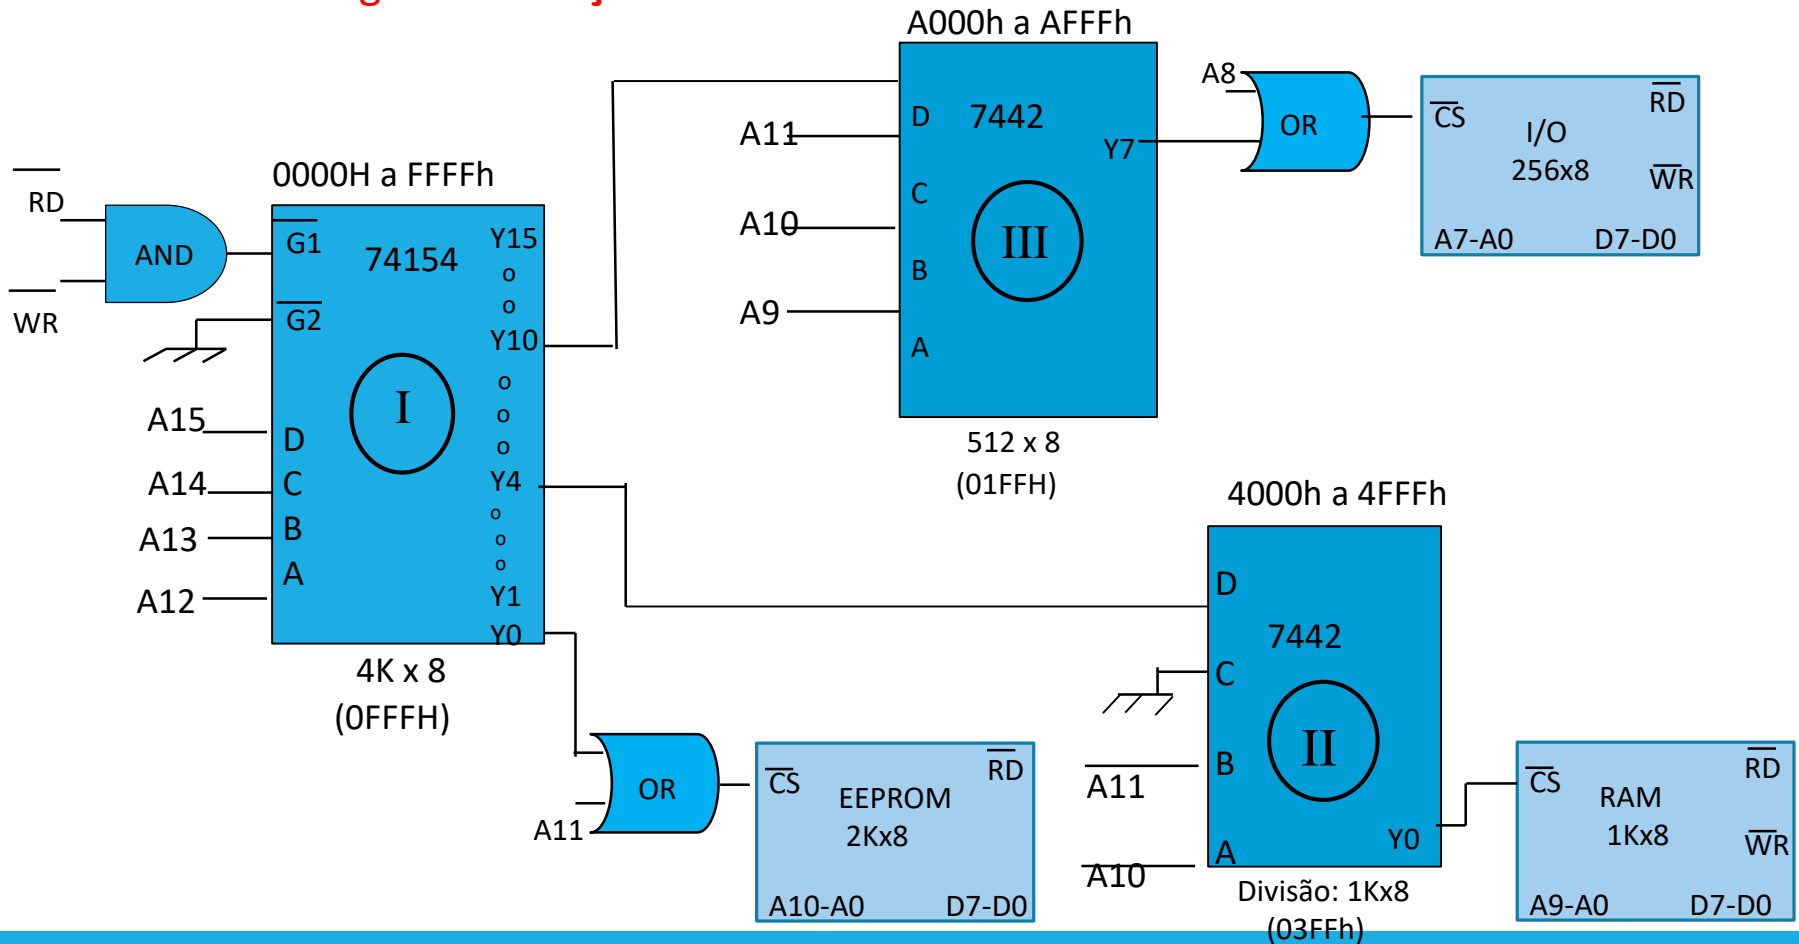 A000h a AFFFh
D
7442
A11
C
A10
III
B
A9
A
Y7
512 x 8
(01FFH)
A8
OR
CS
RD
I/O
256x8
WR
A7-A0
D7-D0
RD
AND
WR
0000H a FFFFh
G1
74154
G2
I
A15
D
A14
C
A13
B
A12
A
Y15
o
o
Y10
o
o
o
Y4
o
o
o
Y1
Y0
4K x 8
(0FFFH)
A11
OR
CS
RD
EEPROM
2Kx8
A10-A0
D7-D0
4000h a 4FFFh
D
7442
C
II
B
A11
A
A10
Y0
Divisão: 1Kx8
(03FFh)
CS
RD
RAM
1Kx8
WR
A9-A0
D7-D0